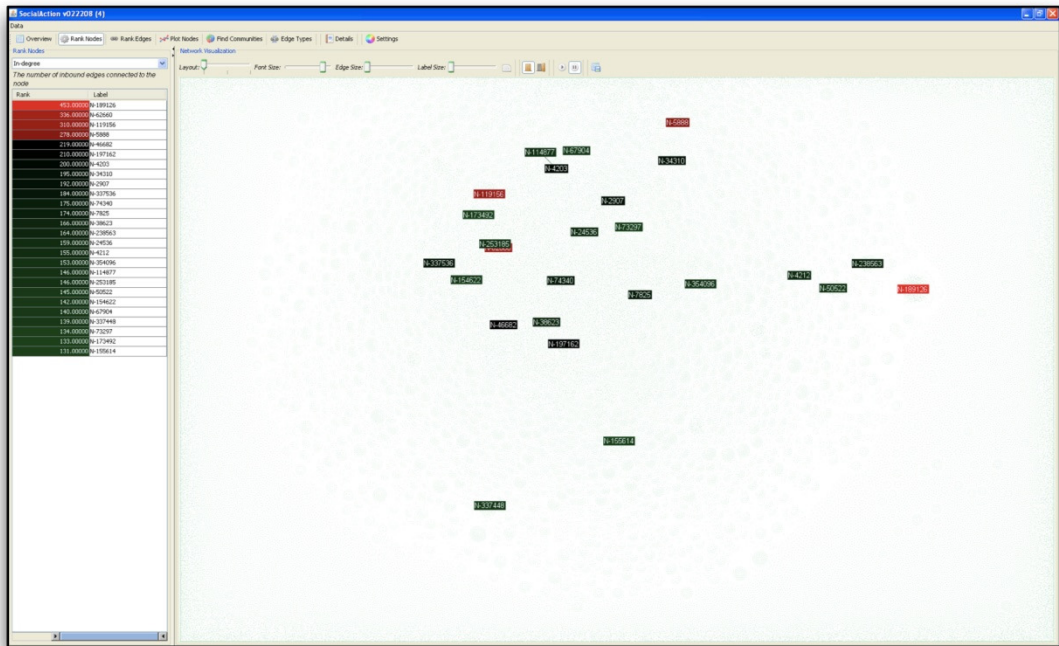 SocialAction v022208 (4)
Data
Overview Rank Nodes Rank Edges Plot Nodes Find Communities Edge Types Details Settings
Rank Nodes
In-degree
The number of inbound edges connected to the node
Rank Label
453.00000 N-189126
336.00000 N-62660
310.00000 N-119156
278.00000 N-5888
219.00000 N-46682
210.00000 N-197162
200.00000 N-4203
195.00000 N-34310
192.00000 N-2907
184.00000 N-337536
175.00000 N-74340
174.00000 N-7825
166.00000 N-38623
164.00000 N-238563
159.00000 N-24536
155.00000 N-4212
153.00000 N-354096
146.00000 N-114877
146.00000 N-253185
145.00000 N-50522
142.00000 N-154622
140.00000 N-67904
139.00000 N-337448
134.00000 N-73297
133.00000 N-173492
131.00000 N-155614
Network Visualization
Layout: Font Size: Edge Size: Label Size:
N-5888
N-114877 N-67904
N-34310
N-4203
N-119156
N-2907
N-173492
N-73297
N-24536
N-253185
N-337536
N-238563
N-4212
N-154622
N-74340
N-354096
N-50522
N-189126
N-7825
N-46682
N-38623
N-197162
N-155614
N-337448